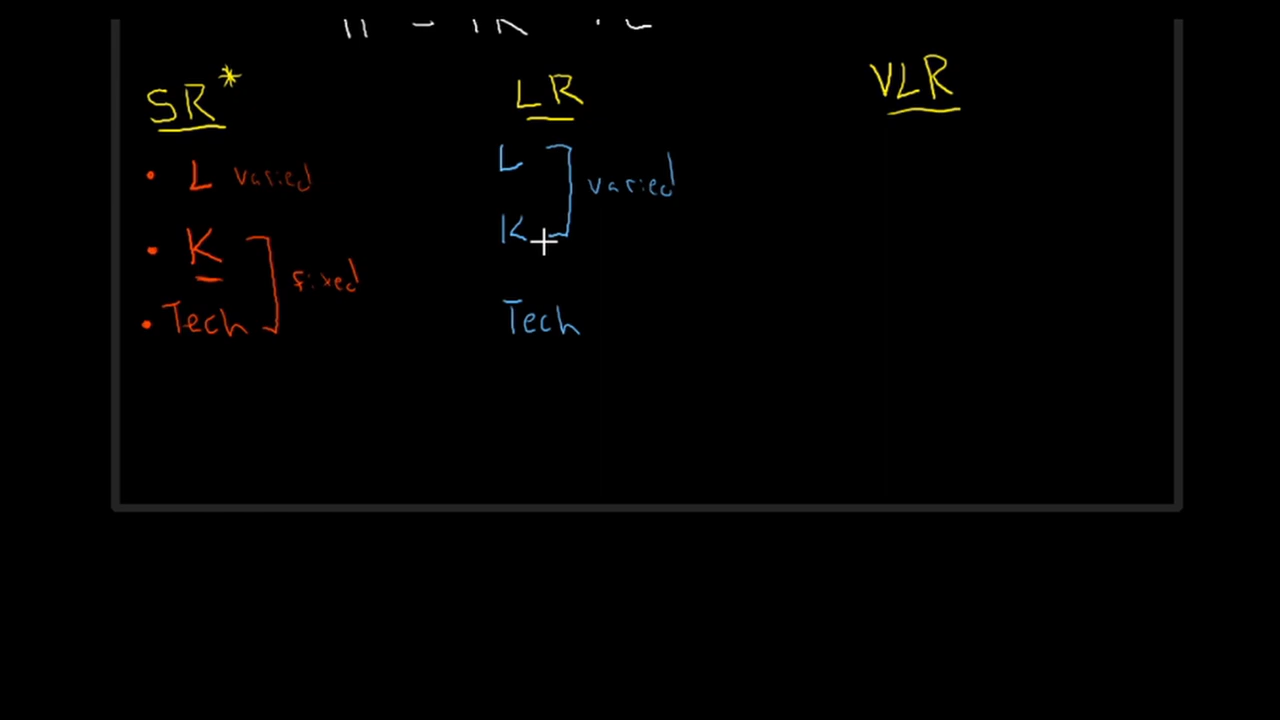 SR*
L varied
K
Tech
fixed
LR
L
K
varied
Tech
VLR